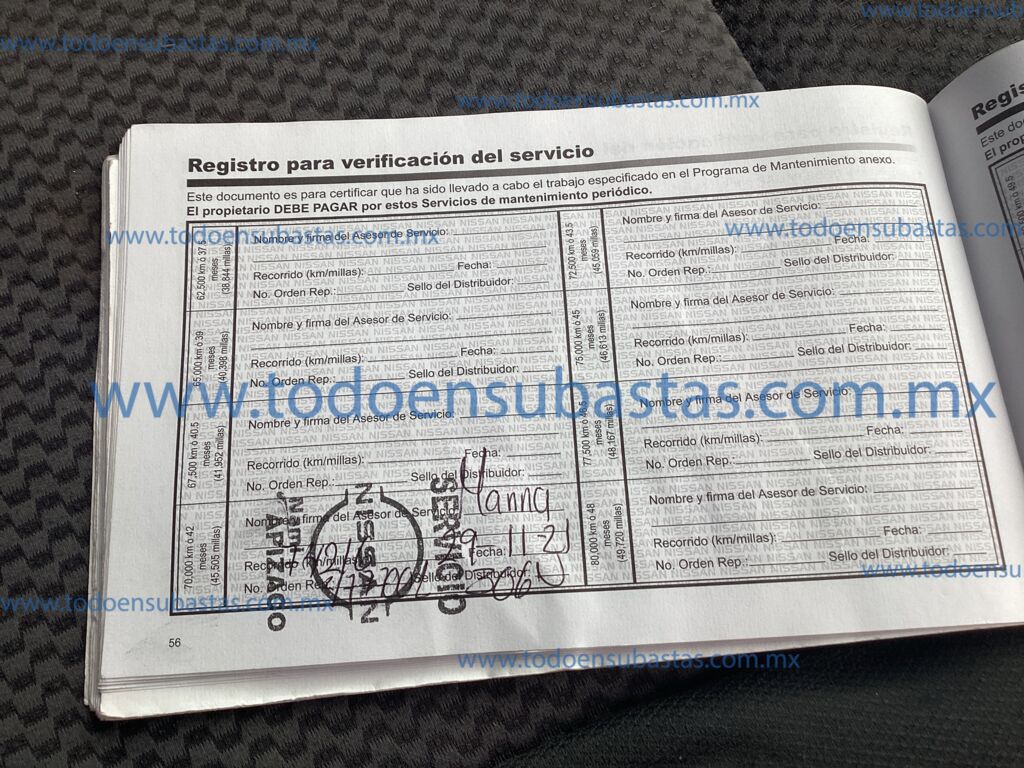 www.todoensubastas.com.mx
www.todoensubastas.com.mx
www.todoensubastas.com.mx
Registro para verificación del servicio
Este documento es para certificar que ha sido llevado a cabo el trabajo especificado en el Programa de Mantenimiento anexo.
El propietario DEBE PAGAR por estos Servicios de mantenimiento periódico.
www.todoensubastas.com.mx
www.todoensubastas.com.mx
62,500 km ó 37.5
meses
(38,844 millas)
Nombre y firma del Asesor de Servicio:
Recorrido (km/millas): Fecha:
No. Orden Rep.: Sello del Distribuidor:
65,000 km ó 39
meses
(40,398 millas)
Nombre y firma del Asesor de Servicio:
Recorrido (km/millas): Fecha:
No. Orden Rep.: Sello del Distribuidor:
www.todoensubastas.com.mx
67,500 km ó 40.5
meses
(41,952 millas)
Nombre y firma del Asesor de Servicio:
Recorrido (km/millas): Fecha:
No. Orden Rep.: Sello del Distribuidor:
70,000 km ó 42
meses
(45,505 millas)
Nombre y firma del Asesor de Servicio:
Recorrido (km/millas): Fecha: 11-21
No. Orden Rep.: Sello del Distribuidor:
NISSAN
SERVICIO
APIZACO
72,500 km ó 43.5
meses
(45,059 millas)
Nombre y firma del Asesor de Servicio:
Recorrido (km/millas): Fecha:
No. Orden Rep.: Sello del Distribuidor:
75,000 km ó 45
meses
(46,613 millas)
Nombre y firma del Asesor de Servicio:
Recorrido (km/millas): Fecha:
No. Orden Rep.: Sello del Distribuidor:
77,500 km ó 46.5
meses
(48,167 millas)
Nombre y firma del Asesor de Servicio:
Recorrido (km/millas): Fecha:
No. Orden Rep.: Sello del Distribuidor:
80,000 km ó 48
meses
(49,720 millas)
Nombre y firma del Asesor de Servicio:
Recorrido (km/millas): Fecha:
No. Orden Rep.: Sello del Distribuidor:
www.todoensubastas.com.mx
www.todoensubastas.com.mx
56
www.todoensubastas.com.mx